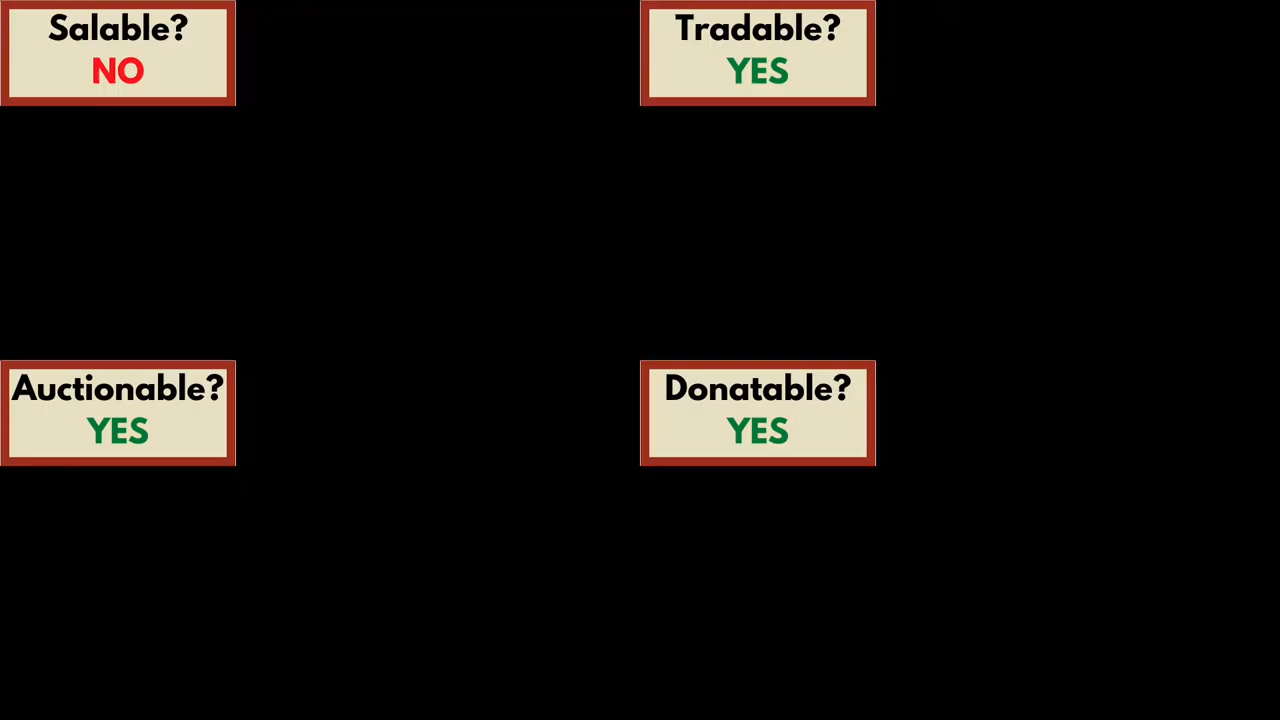 Salable?
NO
Tradable?
YES
Auctionable?
YES
Donatable?
YES